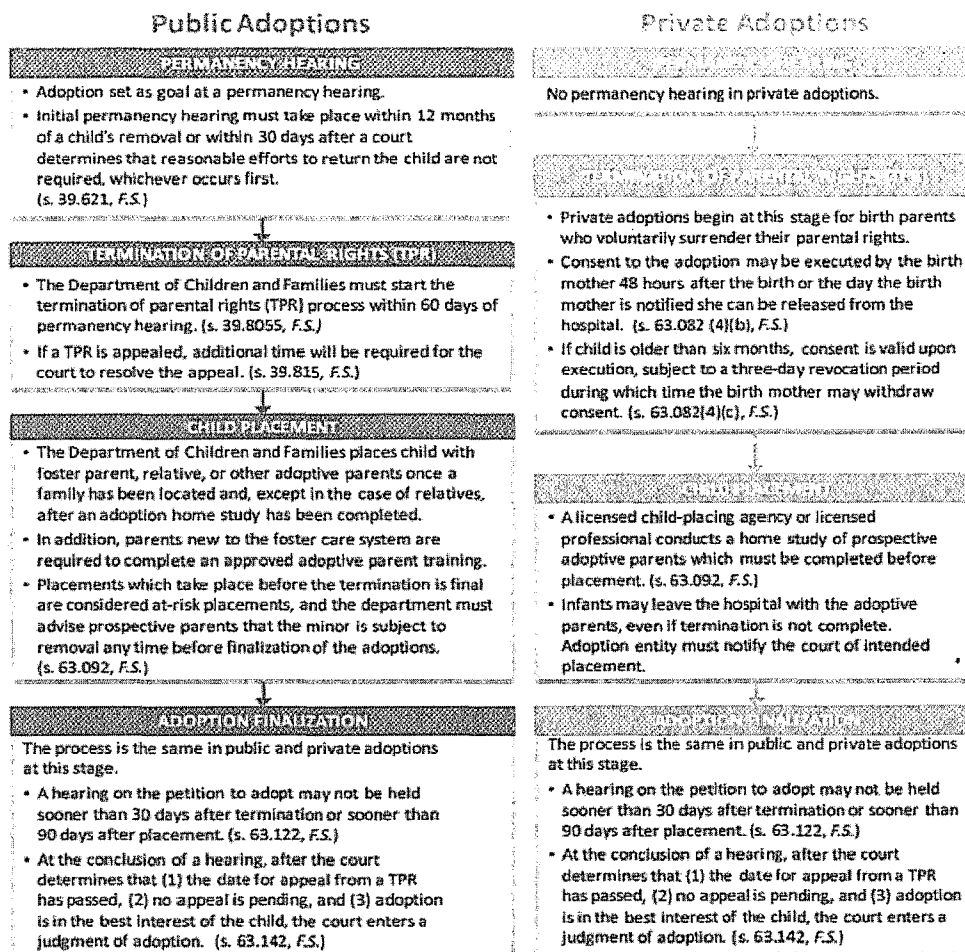 Public Adoptions
PERMANENCY HEARING
• Adoption set as goal at a permanency hearing.
• Initial permanency hearing must take place within 12 months
of a child's removal or within 30 days after a court
determines that reasonable efforts to return the child are not
required, whichever occurs first.
(s. 39.621, F.S.)
TERMINATION OF PARENTAL RIGHTS (TPR)
• The Department of Children and Families must start the
termination of parental rights (TPR) process within 60 days of
permanency hearing. (s. 39.8055, F.S.)
• If a TPR is appealed, additional time will be required for the
court to resolve the appeal. (s. 39.815, F.S.)
CHILD PLACEMENT
• The Department of Children and Families places child with
foster parent, relative, or other adoptive parents once a
family has been located and, except in the case of relatives,
after an adoption home study has been completed.
• In addition, parents new to the foster care system are
required to complete an approved adoptive parent training.
• Placements which take place before the termination is final
are considered at-risk placements, and the department must
advise prospective parents that the minor is subject to
removal any time before finalization of the adoptions.
(s. 63.092, F.S.)
ADOPTION FINALIZATION
The process is the same in public and private adoptions
at this stage.
• A hearing on the petition to adopt may not be held
sooner than 30 days after termination or sooner than
90 days after placement. (s. 63.122, F.S.)
• At the conclusion of a hearing, after the court
determines that (1) the date for appeal from a TPR
has passed, (2) no appeal is pending, and (3) adoption
is in the best interest of the child, the court enters a
judgment of adoption. (s. 63.142, F.S.)
Private Adoptions
No permanency hearing in private adoptions.
TERMINATION OF PARENTAL RIGHTS (TPR)
• Private adoptions begin at this stage for birth parents
who voluntarily surrender their parental rights.
• Consent to the adoption may be executed by the birth
mother 48 hours after the birth or the day the birth
mother is notified she can be released from the
hospital. (s. 63.082 (4)(b), F.S.)
• If child is older than six months, consent is valid upon
execution, subject to a three-day revocation period
during which time the birth mother may withdraw
consent. (s. 63.082(4)(c), F.S.)
CHILD PLACEMENT
• A licensed child-placing agency or licensed
professional conducts a home study of prospective
adoptive parents which must be completed before
placement. (s. 63.092, F.S.)
• Infants may leave the hospital with the adoptive
parents, even if termination is not complete.
Adoption entity must notify the court of intended
placement.
ADOPTION FINALIZATION
The process is the same in public and private adoptions
at this stage.
• A hearing on the petition to adopt may not be held
sooner than 30 days after termination or sooner than
90 days after placement. (s. 63.122, F.S.)
• At the conclusion of a hearing, after the court
determines that (1) the date for appeal from a TPR
has passed, (2) no appeal is pending, and (3) adoption
is in the best interest of the child, the court enters a
judgment of adoption. (s. 63.142, F.S.)